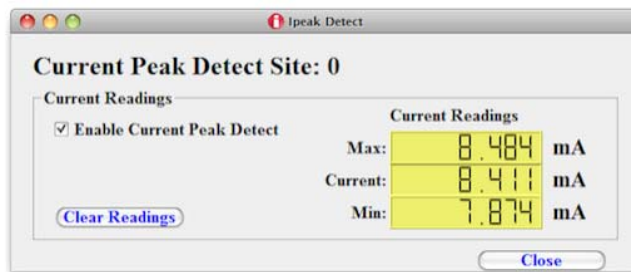 Ipeak Detect
Current Peak Detect Site: 0
Current Readings
Enable Current Peak Detect
Current Readings
Max: 8.484 mA
Current: 8.411 mA
Min: 7.874 mA
Clear Readings
Close